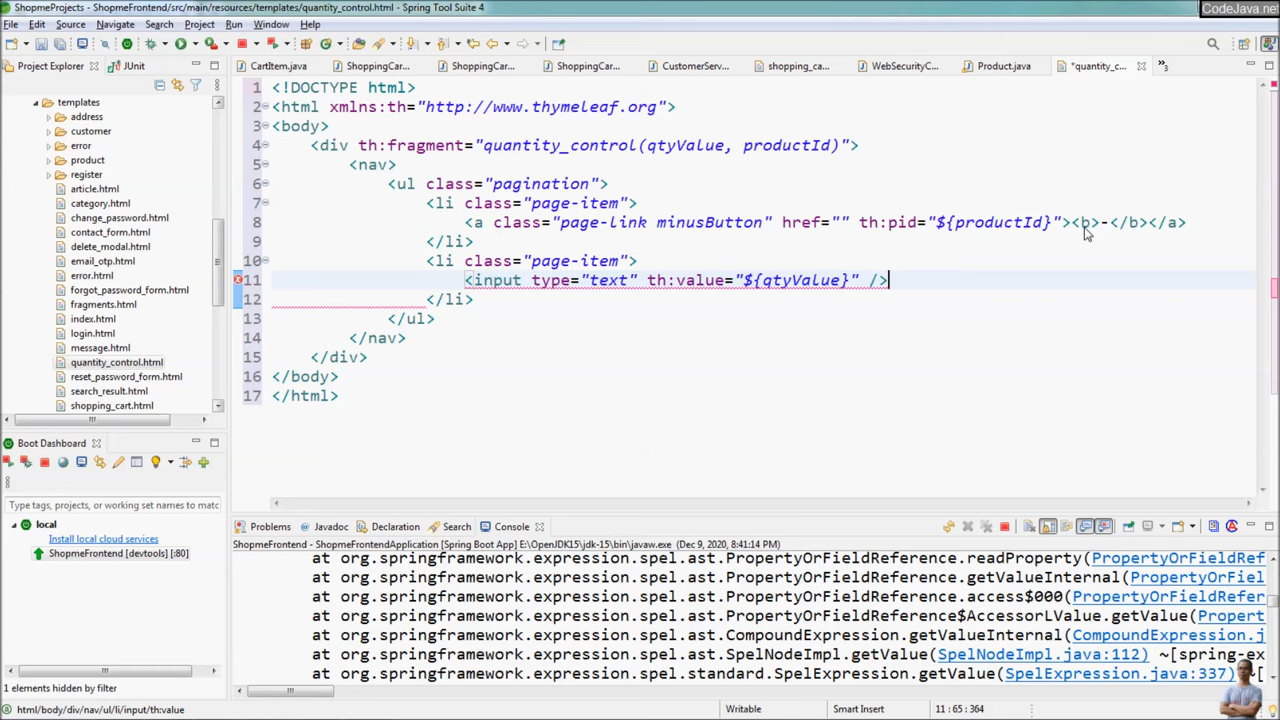 ShopmeProjects - ShopmeFrontend/src/main/resources/templates/quantity_control.html - Spring Tool Suite 4
CodeJava.net
File Edit Source Navigate Search Project Run Window Help
Project Explorer JUnit
CartItem.java ShoppingCar... ShoppingCar... ShoppingCar... CustomerServ... shopping_ca... WebSecurityC... Product.java *quantity_c... »3
templates
address
customer
error
product
register
article.html
category.html
change_password.html
contact_form.html
delete_modal.html
email_otp.html
error.html
forgot_password.html
fragments.html
index.html
login.html
message.html
quantity_control.html
reset_password_form.html
search_result.html
shopping_cart.html
1 <!DOCTYPE html>
2 <html xmlns:th="http://www.thymeleaf.org">
3 <body>
4 <div th:fragment="quantity_control(qtyValue, productId)">
5 <nav>
6 <ul class="pagination">
7 <li class="page-item">
8 <a class="page-link minusButton" href="" th:pid="${productId}"><b>-</b></a>
9 </li>
10 <li class="page-item">
11 <input type="text" th:value="${qtyValue}" />
12 </li>
13 </ul>
14 </nav>
15 </div>
16 </body>
17 </html>
Boot Dashboard
Type tags, projects, or working set names to matc
local
Install local cloud services
ShopmeFrontend [devtools] [:80]
1 elements hidden by filter
Problems Javadoc Declaration Search Console
ShopmeFrontend - ShopmeFrontendApplication [Spring Boot App] E:\OpenJDK15\jdk-15\bin\javaw.exe (Dec 9, 2020, 8:41:14 PM)
at org.springframework.expression.spel.ast.PropertyOrFieldReference.readProperty(PropertyOrFieldRef
at org.springframework.expression.spel.ast.PropertyOrFieldReference.getValueInternal(PropertyOrFiel
at org.springframework.expression.spel.ast.PropertyOrFieldReference.access$000(PropertyOrFieldRefer
at org.springframework.expression.spel.ast.PropertyOrFieldReference$AccessorLValue.getValue(Propert
at org.springframework.expression.spel.ast.CompoundExpression.getValueInternal(CompoundExpression.j
at org.springframework.expression.spel.ast.SpelNodeImpl.getValue(SpelNodeImpl.java:112) ~[spring-ex
at org.springframework.expression.spel.standard.SpelExpression.getValue(SpelExpression.java:337) ~[
html/body/div/nav/ul/li/input/th:value
Writable
Smart Insert
11 : 65 : 364